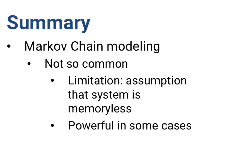 Summary
• Markov Chain modeling
• Not so common
• Limitation: assumption
that system is
memoryless
• Powerful in some cases